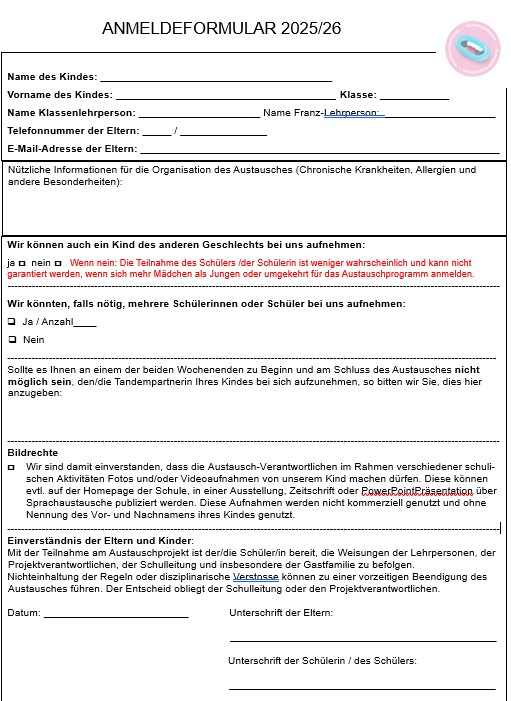 ANMELDEFORMULAR 2025/26
Name des Kindes: ___________________________________________
Vorname des Kindes: _________________________________________ Klasse: _____________
Name Klassenlehrperson: _______________________ Name Franz-Lehrperson: _____________________
Telefonnummer der Eltern: _____ / ________________
E-Mail-Adresse der Eltern: ___________________________________________________________________
Nützliche Informationen für die Organisation des Austausches (Chronische Krankheiten, Allergien und
andere Besonderheiten):
Wir können auch ein Kind des anderen Geschlechts bei uns aufnehmen:
ja ☐ nein ☐ Wenn nein: Die Teilnahme des Schülers /der Schülerin ist weniger wahrscheinlich und kann nicht
garantiert werden, wenn sich mehr Mädchen als Jungen oder umgekehrt für das Austauschprogramm anmelden.
Wir könnten, falls nötig, mehrere Schülerinnen oder Schüler bei uns aufnehmen:
☐ Ja / Anzahl____
☐ Nein
Sollte es Ihnen an einem der beiden Wochenenden zu Beginn und am Schluss des Austausches nicht
möglich sein, den/die Tandempartnerin Ihres Kindes bei sich aufzunehmen, so bitten wir Sie, dies hier
anzugeben:
Bildrechte
☐ Wir sind damit einverstanden, dass die Austausch-Verantwortlichen im Rahmen verschiedener schuli-
schen Aktivitäten Fotos und/oder Videoaufnahmen von unserem Kind machen dürfen. Diese können
evtl. auf der Homepage der Schule, in einer Ausstellung, Zeitschrift oder PowerPointPräsentation über
Sprachaustausche publiziert werden. Diese Aufnahmen werden nicht kommerziell genutzt und ohne
Nennung des Vor- und Nachnamens ihres Kindes genutzt.
Einverständnis der Eltern und Kinder:
Mit der Teilnahme am Austauschprojekt ist der/die Schüler/in bereit, die Weisungen der Lehrpersonen, der
Projektverantwortlichen, der Schulleitung und insbesondere der Gastfamilie zu befolgen.
Nichteinhaltung der Regeln oder disziplinarische Verstosse können zu einer vorzeitigen Beendigung des
Austausches führen. Der Entscheid obliegt der Schulleitung oder den Projektverantwortlichen.
Datum: ___________________________ Unterschrift der Eltern:
Unterschrift der Schülerin / des Schülers: